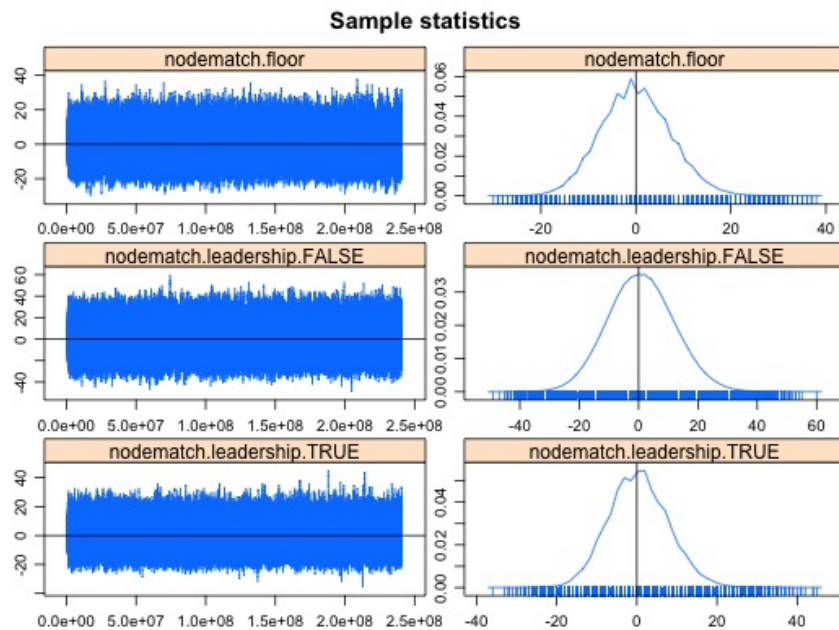 Sample statistics
nodematch.floor
nodematch.floor
40
20
0
-20
0.0e+00 5.0e+07 1.0e+08 1.5e+08 2.0e+08 2.5e+08
0.06
0.04
0.02
0.00
-20 0 20 40
nodematch.leadership.FALSE
nodematch.leadership.FALSE
60
40
20
0
-40
0.0e+00 5.0e+07 1.0e+08 1.5e+08 2.0e+08 2.5e+08
0.03
0.02
0.01
0.00
-40 -20 0 20 40 60
nodematch.leadership.TRUE
nodematch.leadership.TRUE
40
20
0
-20
0.0e+00 5.0e+07 1.0e+08 1.5e+08 2.0e+08 2.5e+08
0.04
0.02
0.00
-40 -20 0 20 40